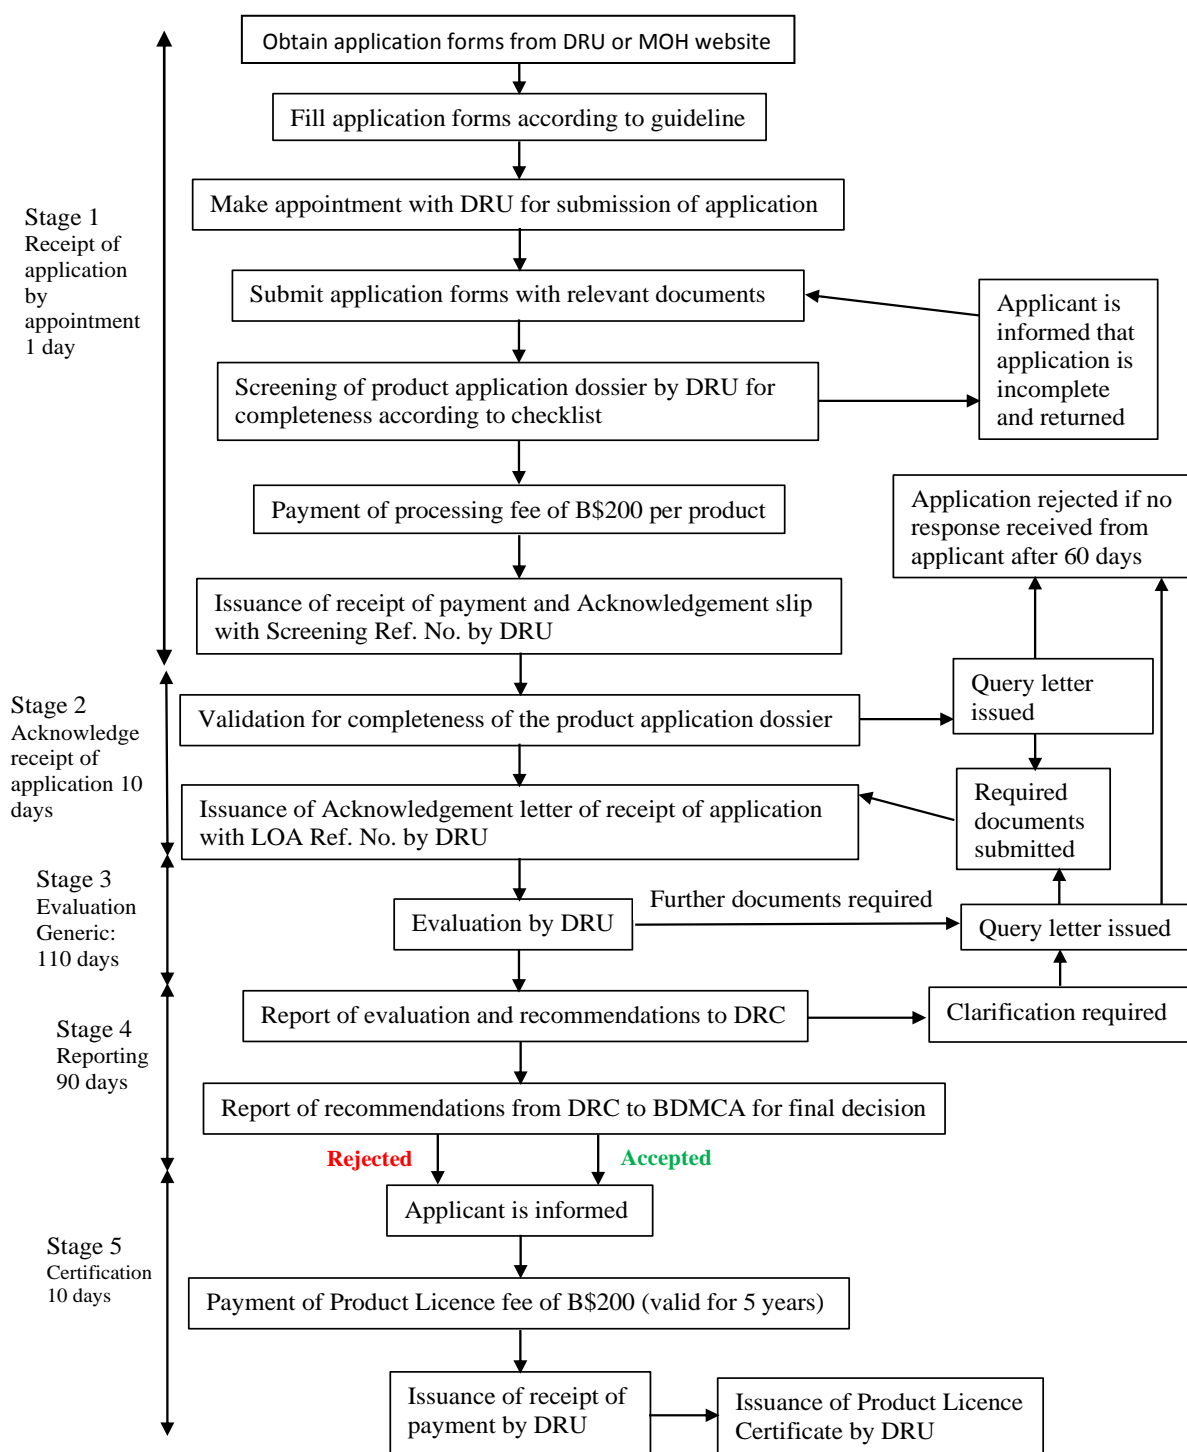 Obtain application forms from DRU or MOH website
Fill application forms according to guideline
Make appointment with DRU for submission of application
Stage 1
Receipt of
application
by
appointment
1 day
Submit application forms with relevant documents
Applicant is
informed that
application is
incomplete
and returned
Screening of product application dossier by DRU for
completeness according to checklist
Payment of processing fee of B$200 per product
Application rejected if no
response received from
applicant after 60 days
Issuance of receipt of payment and Acknowledgement slip
with Screening Ref. No. by DRU
Stage 2
Acknowledge
receipt of
application 10
days
Validation for completeness of the product application dossier
Query letter
issued
Issuance of Acknowledgement letter of receipt of application
with LOA Ref. No. by DRU
Required
documents
submitted
Stage 3
Evaluation
Generic:
110 days
Evaluation by DRU
Further documents required
Query letter issued
Stage 4
Reporting
90 days
Report of evaluation and recommendations to DRC
Clarification required
Report of recommendations from DRC to BDMCA for final decision
Rejected
Accepted
Applicant is informed
Stage 5
Certification
10 days
Payment of Product Licence fee of B$200 (valid for 5 years)
Issuance of receipt of
payment by DRU
Issuance of Product Licence
Certificate by DRU